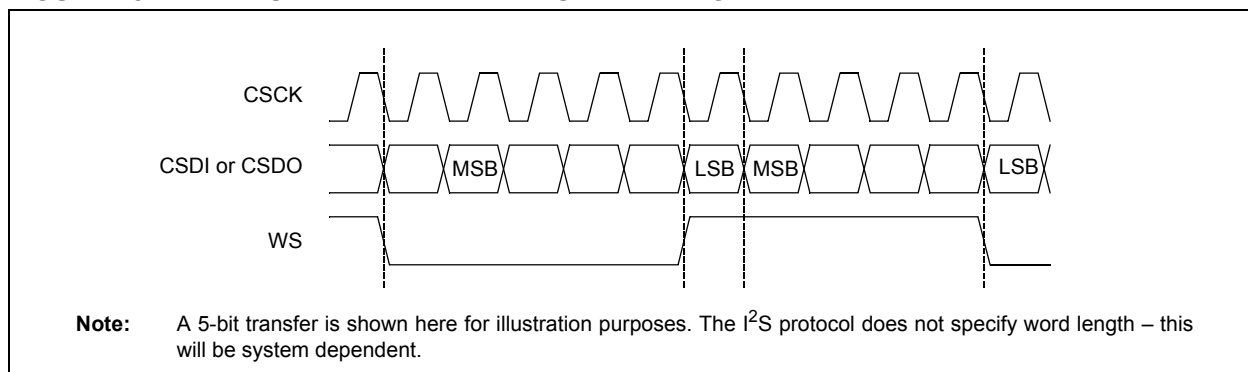 CSCK
CSDI or CSDO
MSB
LSB
MSB
LSB
WS
Note: A 5-bit transfer is shown here for illustration purposes. The I²S protocol does not specify word length – this
will be system dependent.